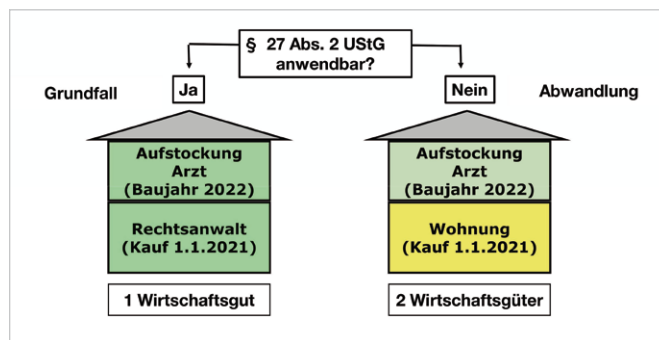 § 27 Abs. 2 UStG
anwendbar?
Grundfall
Ja
Nein
Abwandlung
Aufstockung
Arzt
(Baujahr 2022)
Rechtsanwalt
(Kauf 1.1.2021)
1 Wirtschaftsgut
Aufstockung
Arzt
(Baujahr 2022)
Wohnung
(Kauf 1.1.2021)
2 Wirtschaftsgüter